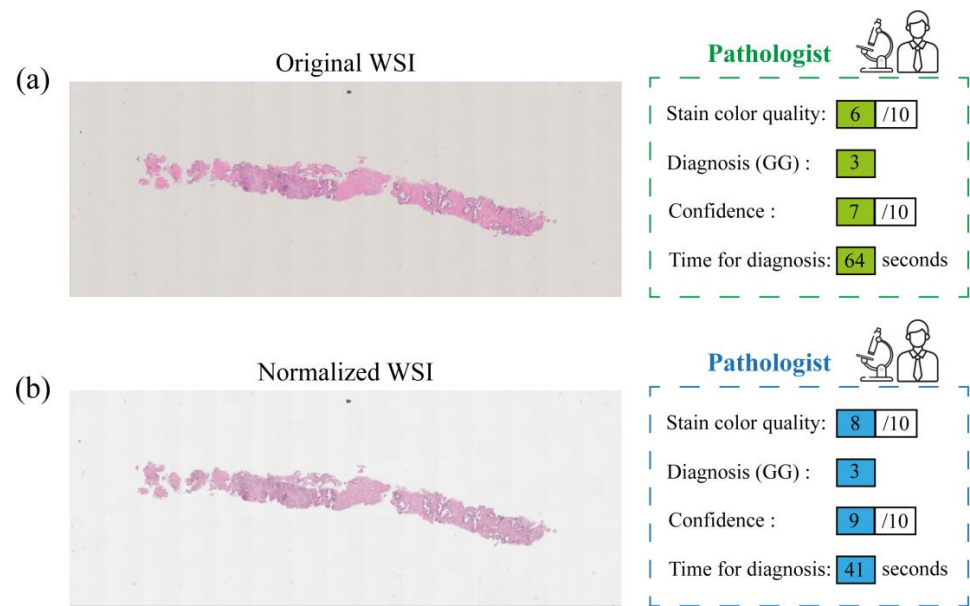 (a)
Original WSI
Pathologist
Stain color quality: 6 /10
Diagnosis (GG) : 3
Confidence : 7 /10
Time for diagnosis: 64 seconds
(b)
Normalized WSI
Pathologist
Stain color quality: 8 /10
Diagnosis (GG) : 3
Confidence : 9 /10
Time for diagnosis: 41 seconds